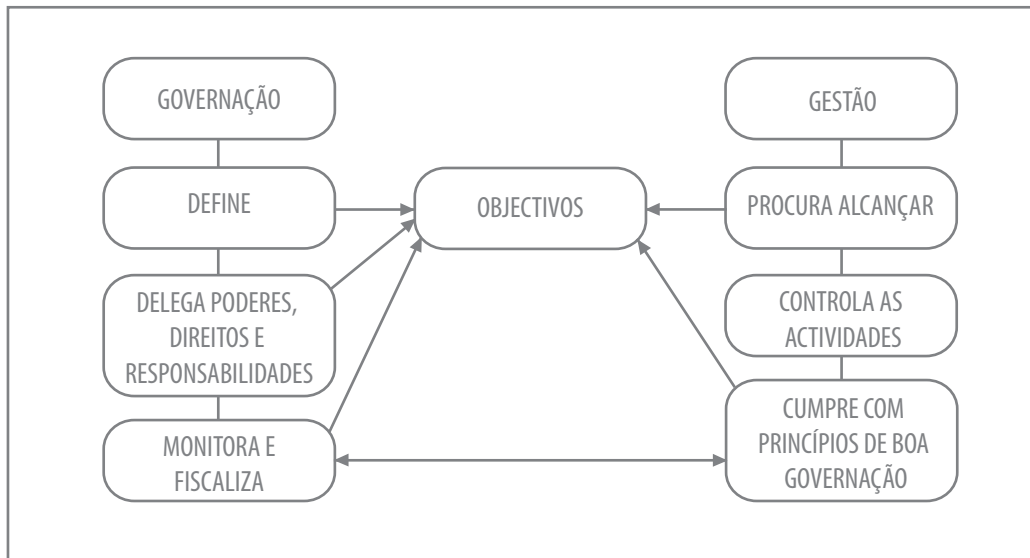 GOVERNAÇÃO
GESTÃO
DEFINE
OBJECTIVOS
PROCURA ALCANÇAR
DELEGA PODERES,
DIREITOS E
RESPONSABILIDADES
CONTROLA AS
ACTIVIDADES
MONITORA E
FISCALIZA
CUMPRE COM
PRINCÍPIOS DE BOA
GOVERNAÇÃO